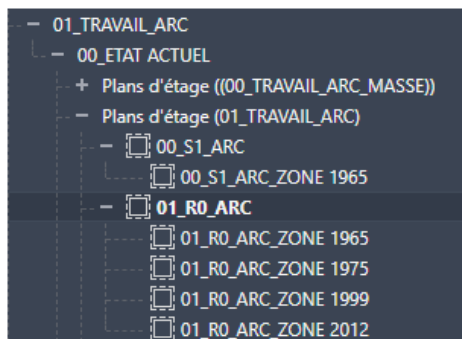 01_TRAVAIL_ARC
00_ETAT ACTUEL
Plans d'étage ((00_TRAVAIL_ARC_MASSE))
Plans d'étage (01_TRAVAIL_ARC)
00_S1_ARC
00_S1_ARC_ZONE 1965
01_R0_ARC
01_R0_ARC_ZONE 1965
01_R0_ARC_ZONE 1975
01_R0_ARC_ZONE 1999
01_R0_ARC_ZONE 2012